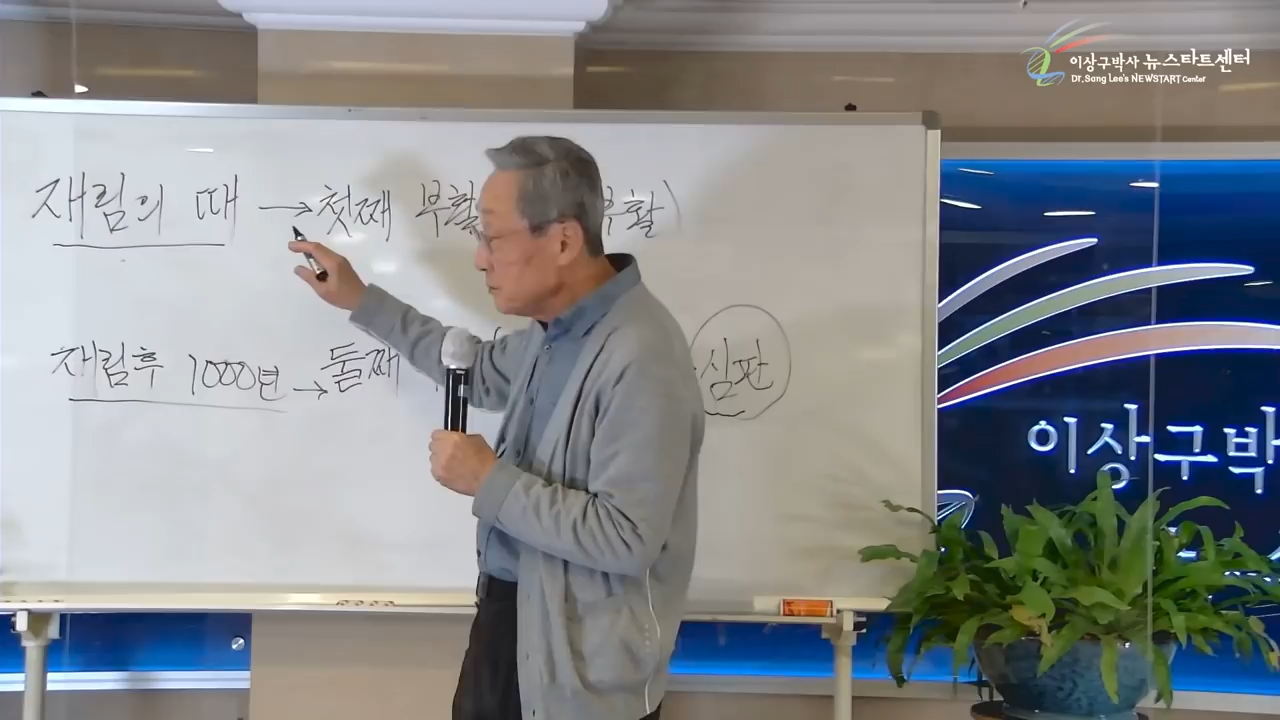 이상구박사 뉴스타트센터
Dr. Sang Lee's NEWSTART Center
재림의 때 → 첫째 부활 부활)
재림후 1000년 → 둘째 심판
이상구박